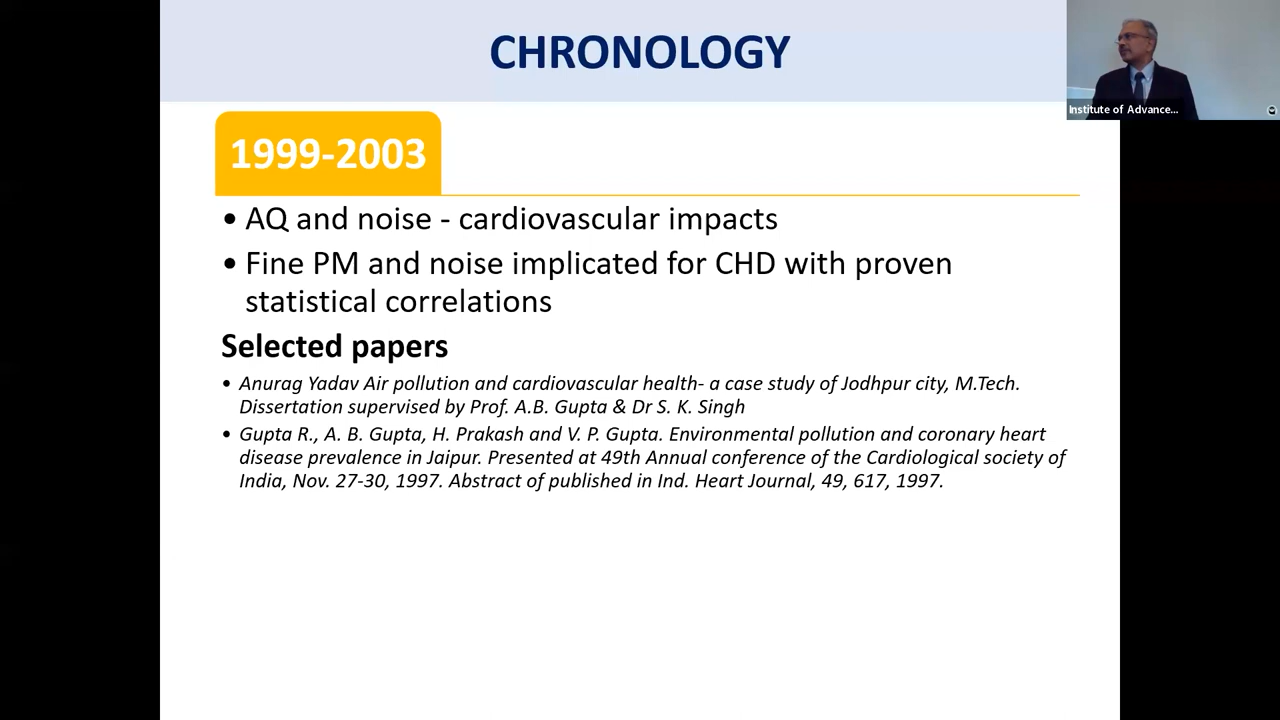 CHRONOLOGY
Institute of Advance...
1999-2003
• AQ and noise - cardiovascular impacts
• Fine PM and noise implicated for CHD with proven
statistical correlations
Selected papers
• Anurag Yadav Air pollution and cardiovascular health- a case study of Jodhpur city, M.Tech.
Dissertation supervised by Prof. A.B. Gupta & Dr S. K. Singh
• Gupta R., A. B. Gupta, H. Prakash and V. P. Gupta. Environmental pollution and coronary heart
disease prevalence in Jaipur. Presented at 49th Annual conference of the Cardiological society of
India, Nov. 27-30, 1997. Abstract of published in Ind. Heart Journal, 49, 617, 1997.